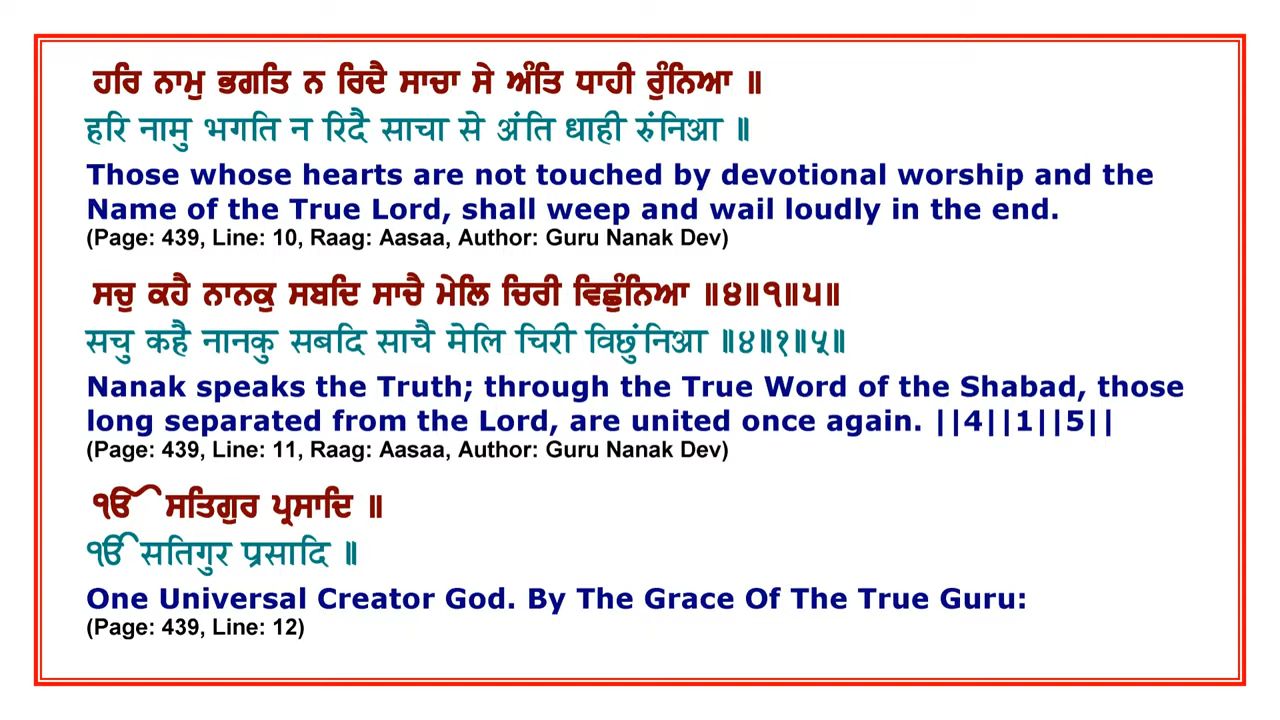 ਹਰਿ ਨਾਮੁ ਭਗਤਿ ਨ ਰਿਦੈ ਸਾਚਾ ਸੇ ਅੰਤਿ ਧਾਹੀ ਰੁੰਨਿਆ ॥
हरि नामु भगति न रिदै साचा से अंति धाही रुंनिआ ॥
Those whose hearts are not touched by devotional worship and the
Name of the True Lord, shall weep and wail loudly in the end.
(Page: 439, Line: 10, Raag: Aasaa, Author: Guru Nanak Dev)
ਸਚੁ ਕਹੈ ਨਾਨਕੁ ਸਬਦਿ ਸਾਚੈ ਮੇਲਿ ਚਿਰੀ ਵਿਛੁੰਨਿਆ ॥੪॥੧॥੫॥
सचु कहै नानकु सबदि साचै मेलि चिरी विछुंनिआ ॥४॥१॥५॥
Nanak speaks the Truth; through the True Word of the Shabad, those
long separated from the Lord, are united once again. ||4||1||5||
(Page: 439, Line: 11, Raag: Aasaa, Author: Guru Nanak Dev)
ੴ ਸਤਿਗੁਰ ਪ੍ਰਸਾਦਿ ॥
ੴ सतिगुर प्रसादि ॥
One Universal Creator God. By The Grace Of The True Guru:
(Page: 439, Line: 12)